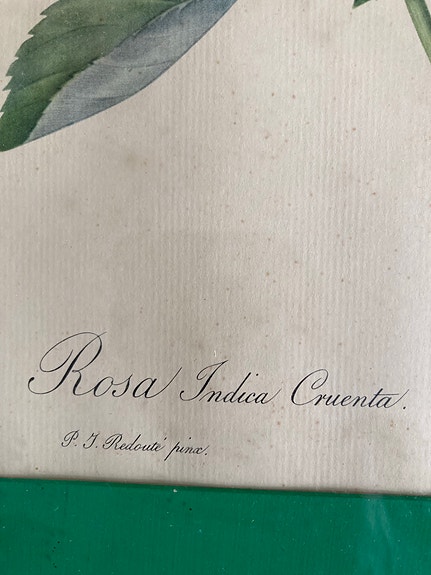 Rosa Indica Cruenta.
P. J. Redouté pinx.